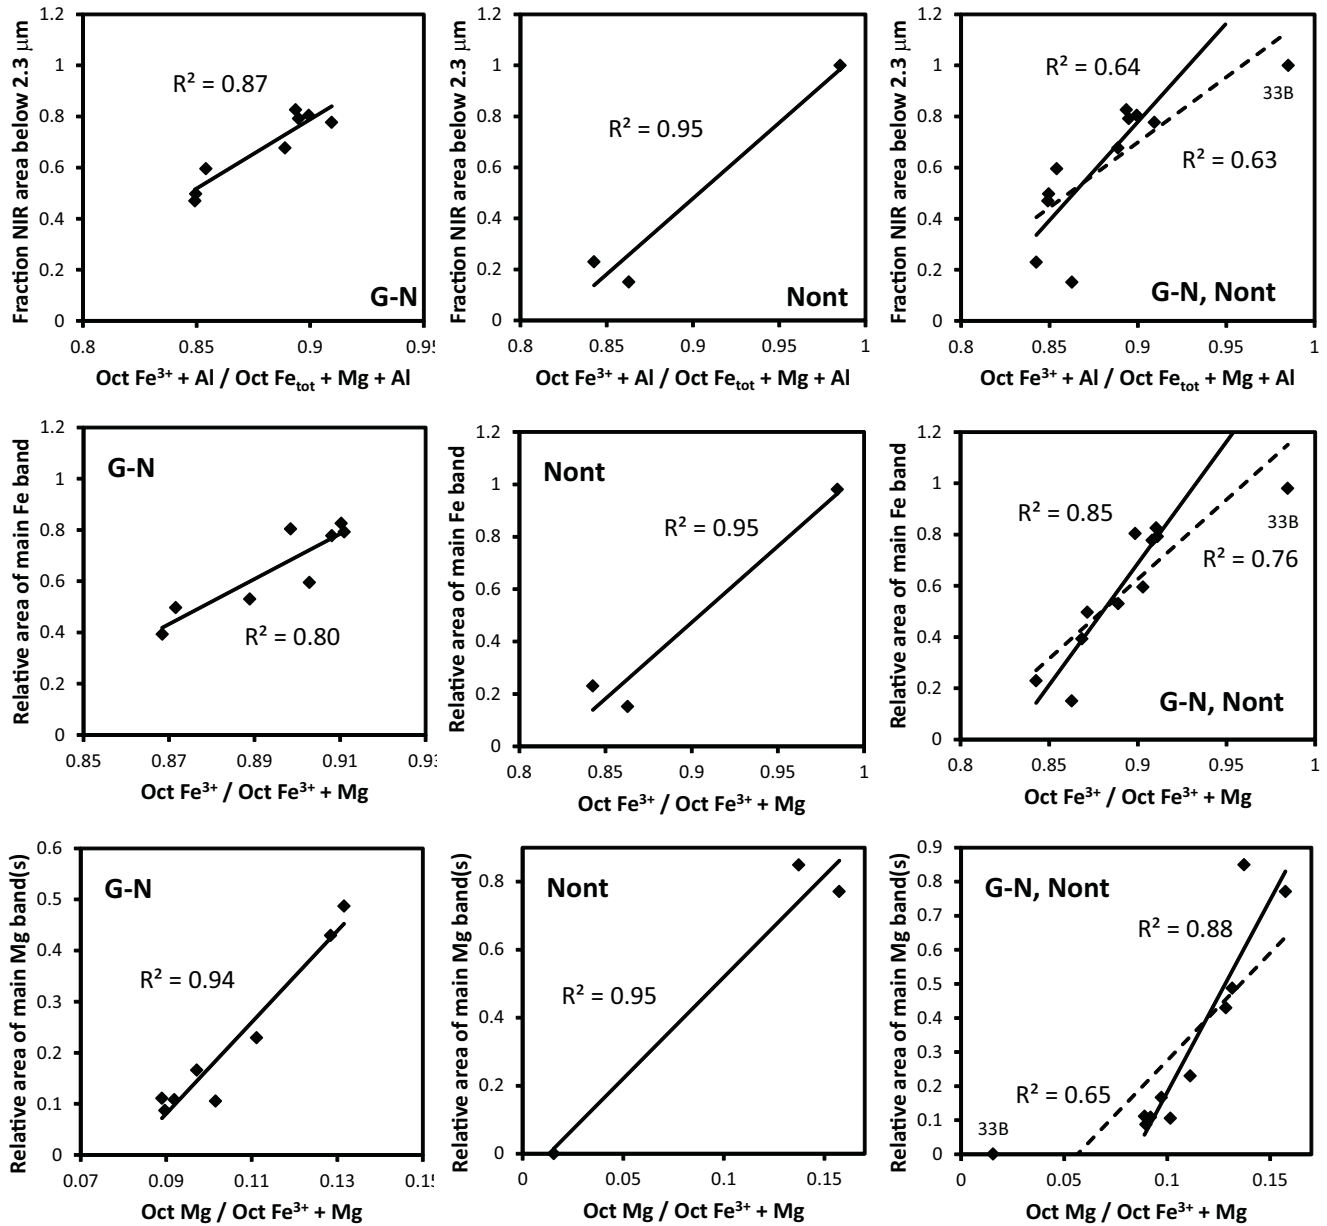 Fraction NIR area below 2.3 μm
1.2
1
0.8
0.6
0.4
0.2
0
R² = 0.87
G-N
0.8
0.85
0.9
0.95
Oct Fe³⁺ + Al / Oct Fe_tot + Mg + Al
Fraction NIR area below 2.3 μm
1.2
1
0.8
0.6
0.4
0.2
0
R² = 0.95
Nont
0.8
0.85
0.9
0.95
1
Oct Fe³⁺ + Al / Oct Fe_tot + Mg + Al
Fraction NIR area below 2.3 μm
1.2
1
0.8
0.6
0.4
0.2
0
R² = 0.64
33B
R² = 0.63
G-N, Nont
0.8
0.85
0.9
0.95
1
Oct Fe³⁺ + Al / Oct Fe_tot + Mg + Al
Relative area of main Fe band
1.2
1
0.8
0.6
0.4
0.2
0
G-N
R² = 0.80
0.85
0.87
0.89
0.91
0.93
Oct Fe³⁺ / Oct Fe³⁺ + Mg
Relative area of main Fe band
1.2
1
0.8
0.6
0.4
0.2
0
Nont
R² = 0.95
0.8
0.85
0.9
0.95
1
Oct Fe³⁺ / Oct Fe³⁺ + Mg
Relative area of main Fe band
1.2
1
0.8
0.6
0.4
0.2
0
R² = 0.85
33B
R² = 0.76
G-N, Nont
0.8
0.85
0.9
0.95
1
Oct Fe³⁺ / Oct Fe³⁺ + Mg
Relative area of main Mg band(s)
0.6
0.5
0.4
0.3
0.2
0.1
0
G-N
R² = 0.94
0.07
0.09
0.11
0.13
0.15
Oct Mg / Oct Fe³⁺ + Mg
Relative area of main Mg band(s)
0.8
0.6
0.4
0.2
0
Nont
R² = 0.95
0
0.05
0.1
0.15
Oct Mg / Oct Fe³⁺ + Mg
Relative area of main Mg band(s)
0.9
0.8
0.7
0.6
0.5
0.4
0.3
0.2
0.1
0
G-N, Nont
R² = 0.88
R² = 0.65
33B
0
0.05
0.1
0.15
Oct Mg / Oct Fe³⁺ + Mg